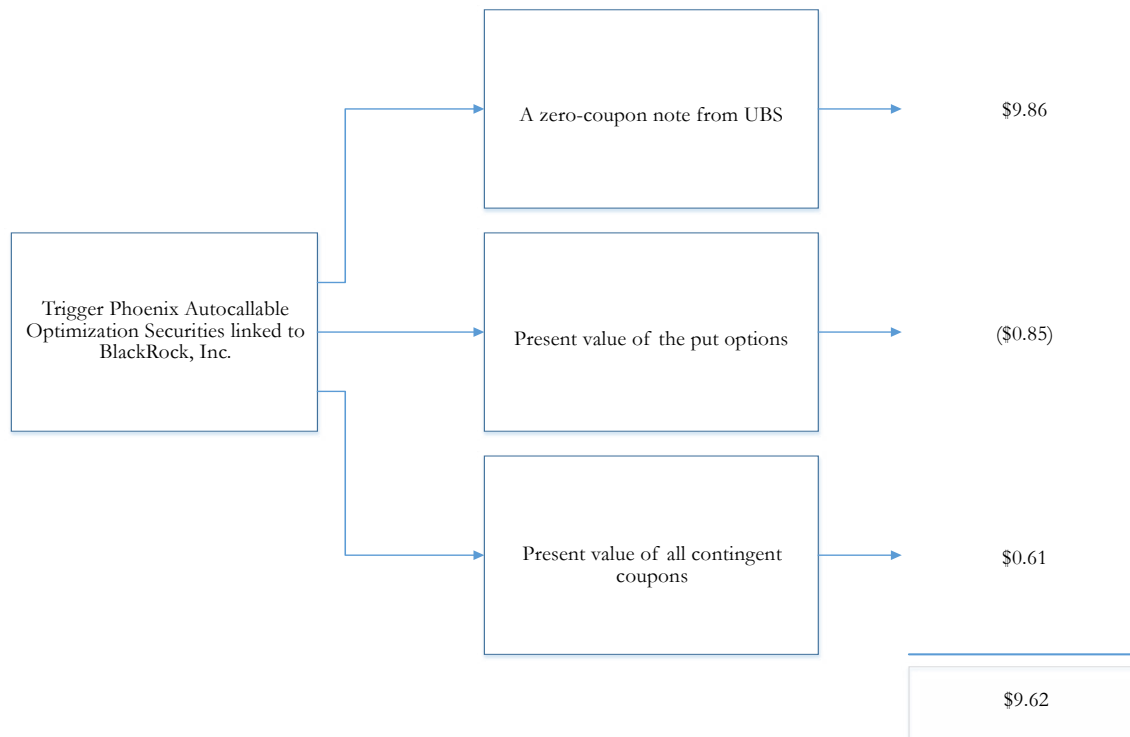 A zero-coupon note from UBS
$9.86
Trigger Phoenix Autocallable
Optimization Securities linked to
BlackRock, Inc.
Present value of the put options
($0.85)
Present value of all contingent
coupons
$0.61
$9.62